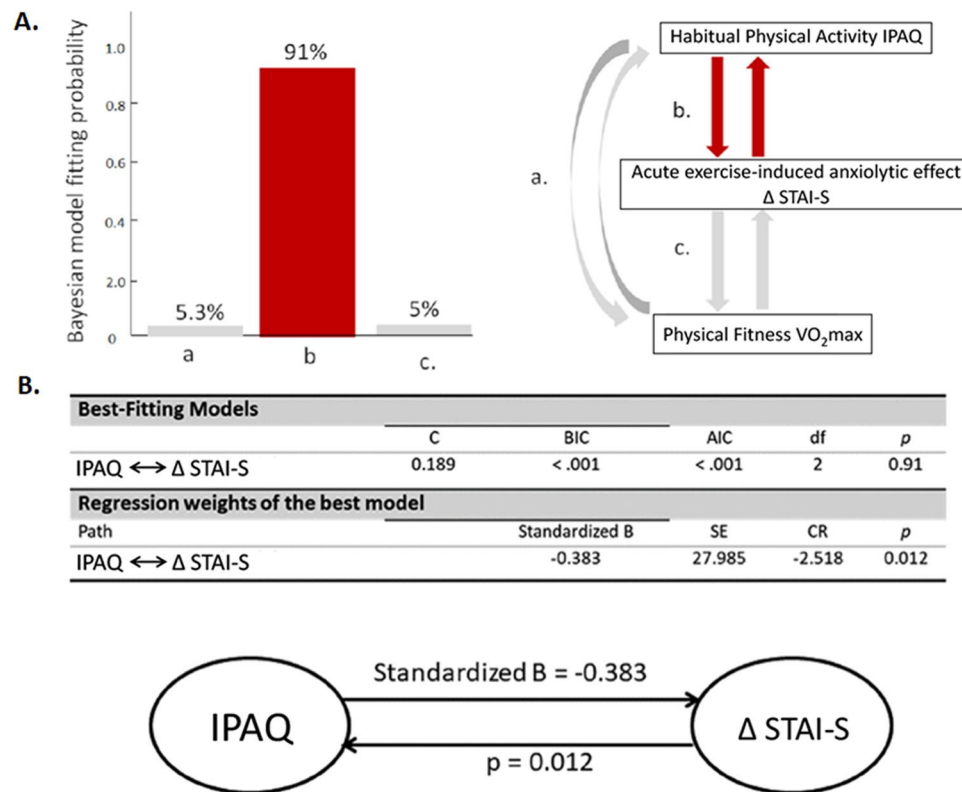 A.
Bayesian model fitting probability
1.0
0.8
0.6
0.4
2.0
0
5.3%
91%
5%
a
b
c.
Habitual Physical Activity IPAQ
b.
a.
Acute exercise-induced anxiolytic effect
Δ STAI-S
c.
Physical Fitness VO₂max
B.
Best-Fitting Models
C BIC AIC df p
IPAQ ⟷ Δ STAI-S 0.189 < .001 < .001 2 0.91
Regression weights of the best model
Path Standardized B SE CR p
IPAQ ⟷ Δ STAI-S -0.383 27.985 -2.518 0.012
Standardized B = -0.383
IPAQ
Δ STAI-S
p = 0.012